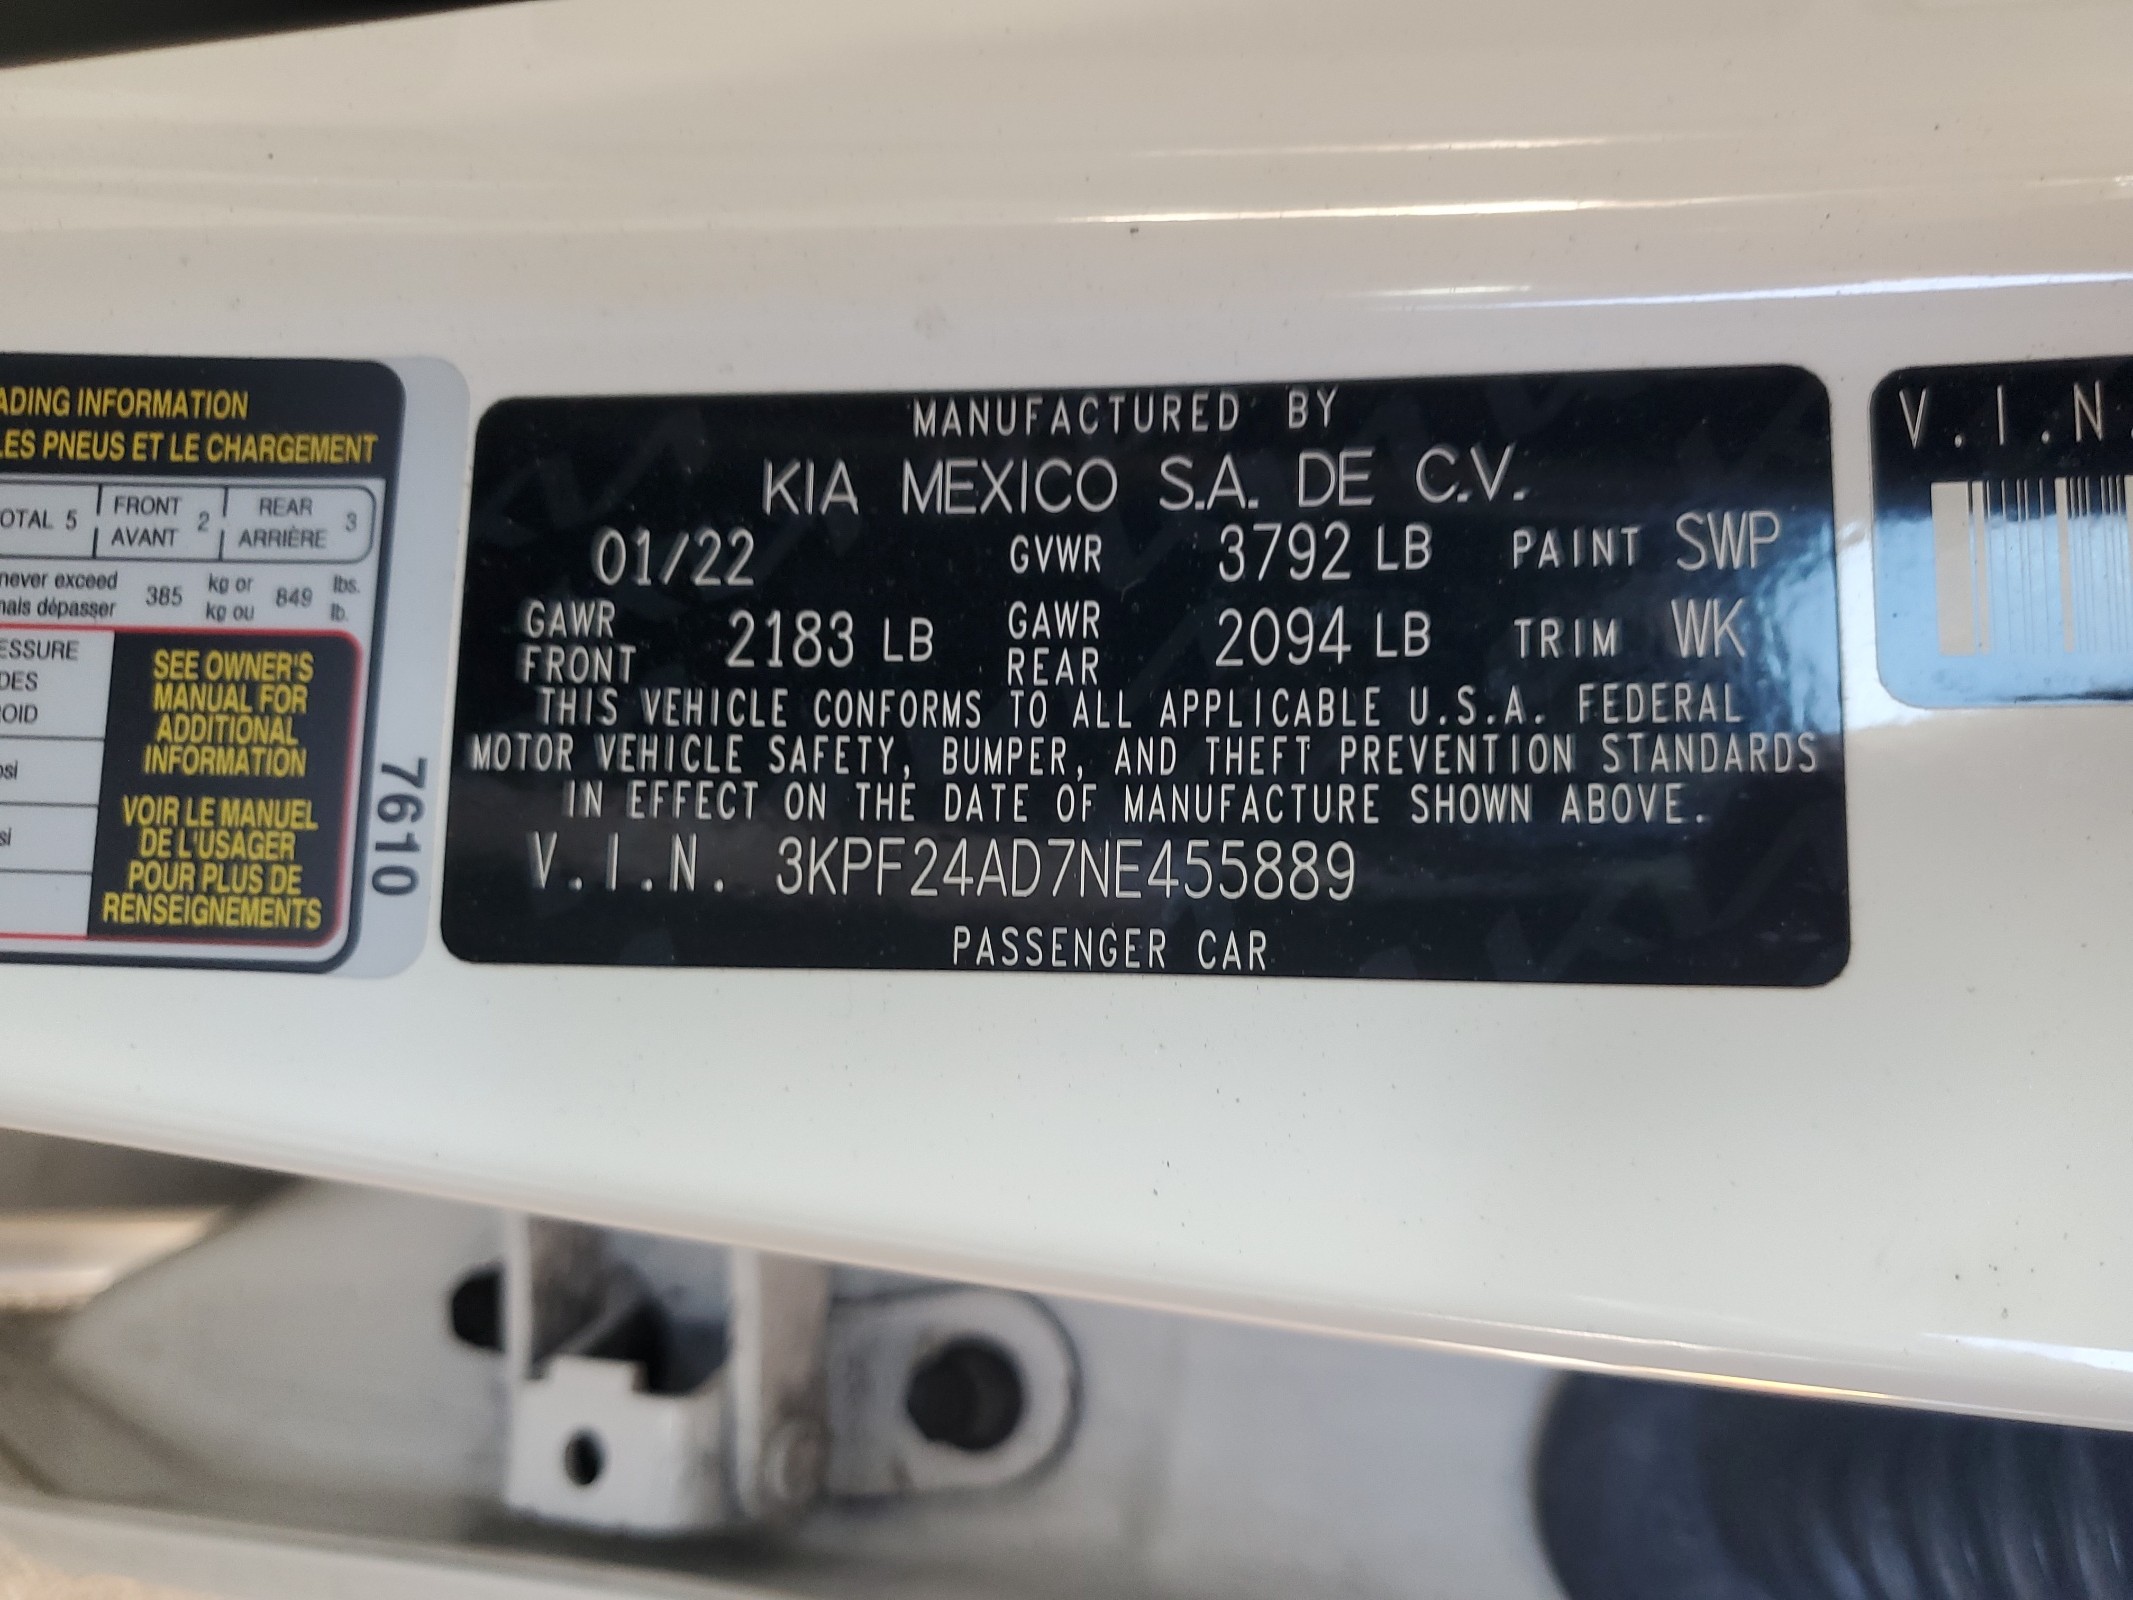 ADING INFORMATION
LES PNEUS ET LE CHARGEMENT
OTAL 5 FRONT 2 REAR 3
AVANT ARRIÈRE
never exceed 385 kg or 849 lbs.
mais dépasser kg ou lb.
ESSURE
DES
ROID
psi
si
SEE OWNER'S
MANUAL FOR
ADDITIONAL
INFORMATION
VOIR LE MANUEL
DE L'USAGER
POUR PLUS DE
RENSEIGNEMENTS
7610
MANUFACTURED BY
KIA MEXICO S.A. DE C.V.
01/22 GVWR 3792 LB PAINT SWP
GAWR FRONT 2183 LB GAWR REAR 2094 LB TRIM WK
THIS VEHICLE CONFORMS TO ALL APPLICABLE U.S.A. FEDERAL
MOTOR VEHICLE SAFETY, BUMPER, AND THEFT PREVENTION STANDARDS
IN EFFECT ON THE DATE OF MANUFACTURE SHOWN ABOVE.
V.I.N. 3KPF24AD7NE455889
PASSENGER CAR
V.I.N.